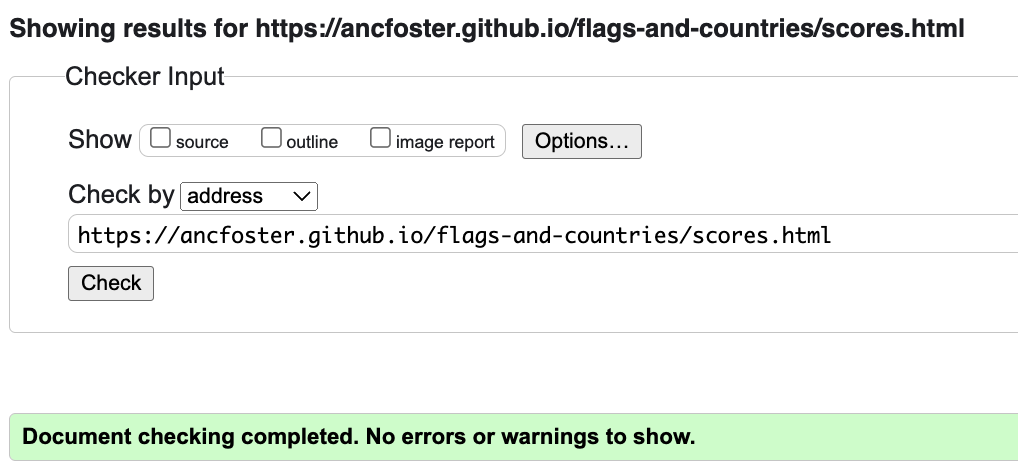 Showing results for https://ancfoster.github.io/flags-and-countries/scores.html
Checker Input
Show source outline image report Options...
Check by address
https://ancfoster.github.io/flags-and-countries/scores.html
Check
Document checking completed. No errors or warnings to show.